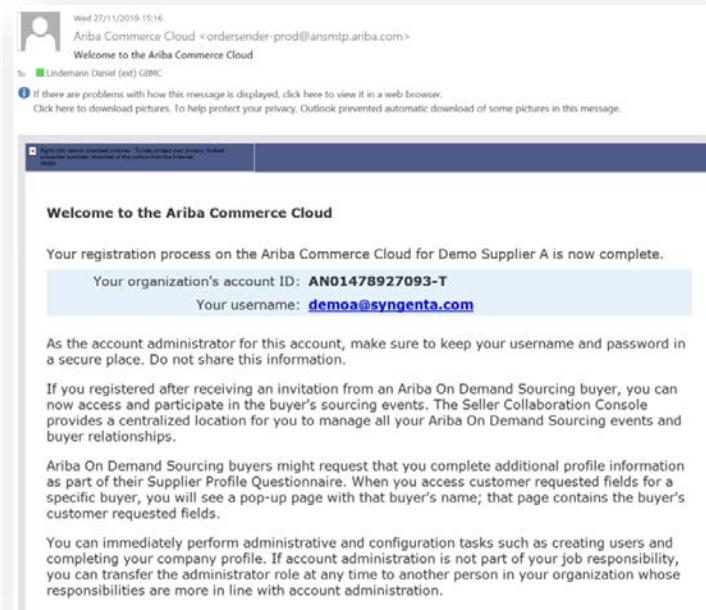 Wed 27/11/2019 15:16
Ariba Commerce Cloud <ordersender-prod@ansmtp.ariba.com>
Welcome to the Ariba Commerce Cloud
To Lindemann Daniel (ext) GBMC
If there are problems with how this message is displayed, click here to view it in a web browser.
Click here to download pictures. To help protect your privacy, Outlook prevented automatic download of some pictures in this message.
Welcome to the Ariba Commerce Cloud
Your registration process on the Ariba Commerce Cloud for Demo Supplier A is now complete.
Your organization's account ID: AN01478927093-T
Your username: demoa@syngenta.com
As the account administrator for this account, make sure to keep your username and password in
a secure place. Do not share this information.
If you registered after receiving an invitation from an Ariba On Demand Sourcing buyer, you can
now access and participate in the buyer's sourcing events. The Seller Collaboration Console
provides a centralized location for you to manage all your Ariba On Demand Sourcing events and
buyer relationships.
Ariba On Demand Sourcing buyers might request that you complete additional profile information
as part of their Supplier Profile Questionnaire. When you access customer requested fields for a
specific buyer, you will see a pop-up page with that buyer's name; that page contains the buyer's
customer requested fields.
You can immediately perform administrative and configuration tasks such as creating users and
completing your company profile. If account administration is not part of your job responsibility,
you can transfer the administrator role at any time to another person in your organization whose
responsibilities are more in line with account administration.